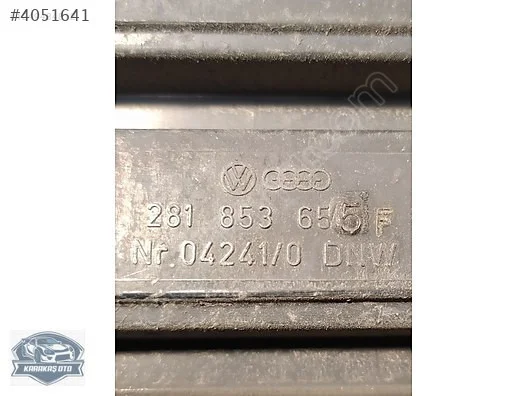 #4051641
281 853 655 F
Nr.04241/0 DNW
KARAKAŞ OTO